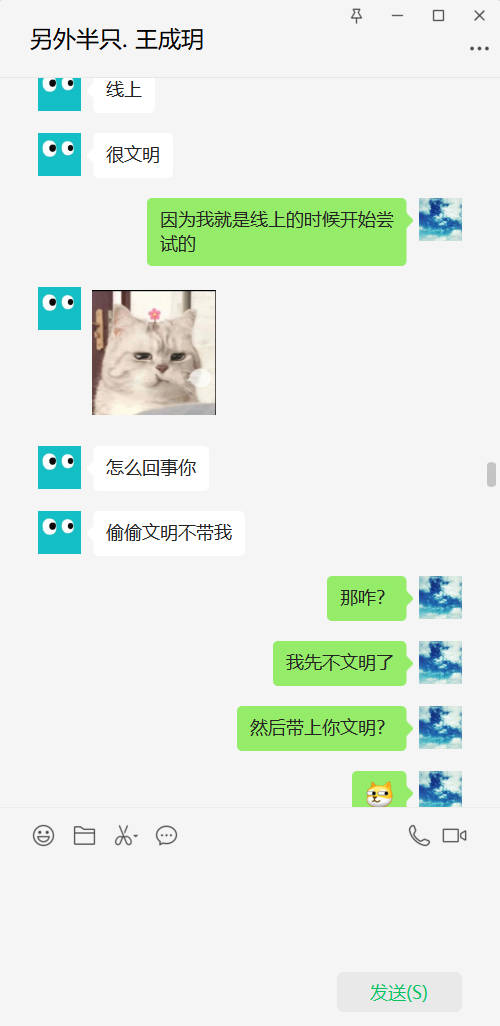 另外半只. 王成玥
线上
很文明
因为我就是线上的时候开始尝
试的
怎么回事你
偷偷文明不带我
那咋？
我先不文明了
然后带上你文明？
发送(S)